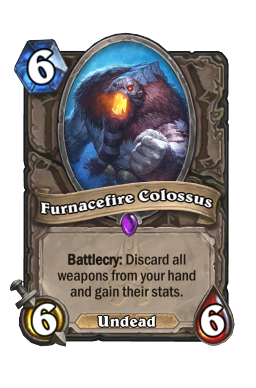 6
Furnacefire Colossus
Battlecry: Discard all
weapons from your hand
and gain their stats.
6
Undead
6